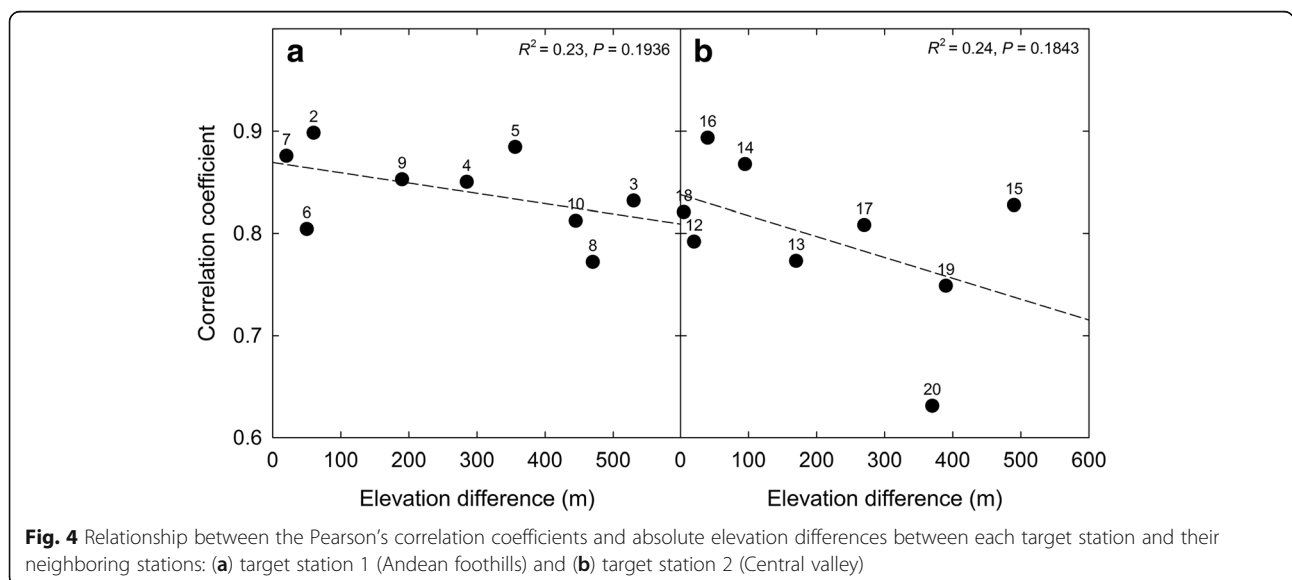 a
R² = 0.23, P = 0.1936
b
R² = 0.24, P = 0.1843
Correlation coefficient
0.9
0.8
0.7
0.6
7
2
6
9
4
5
10
8
3
18
12
16
14
13
17
20
19
15
0 100 200 300 400 500 0 100 200 300 400 500 600
Elevation difference (m) Elevation difference (m)
Fig. 4 Relationship between the Pearson's correlation coefficients and absolute elevation differences between each target station and their
neighboring stations: (a) target station 1 (Andean foothills) and (b) target station 2 (Central valley)